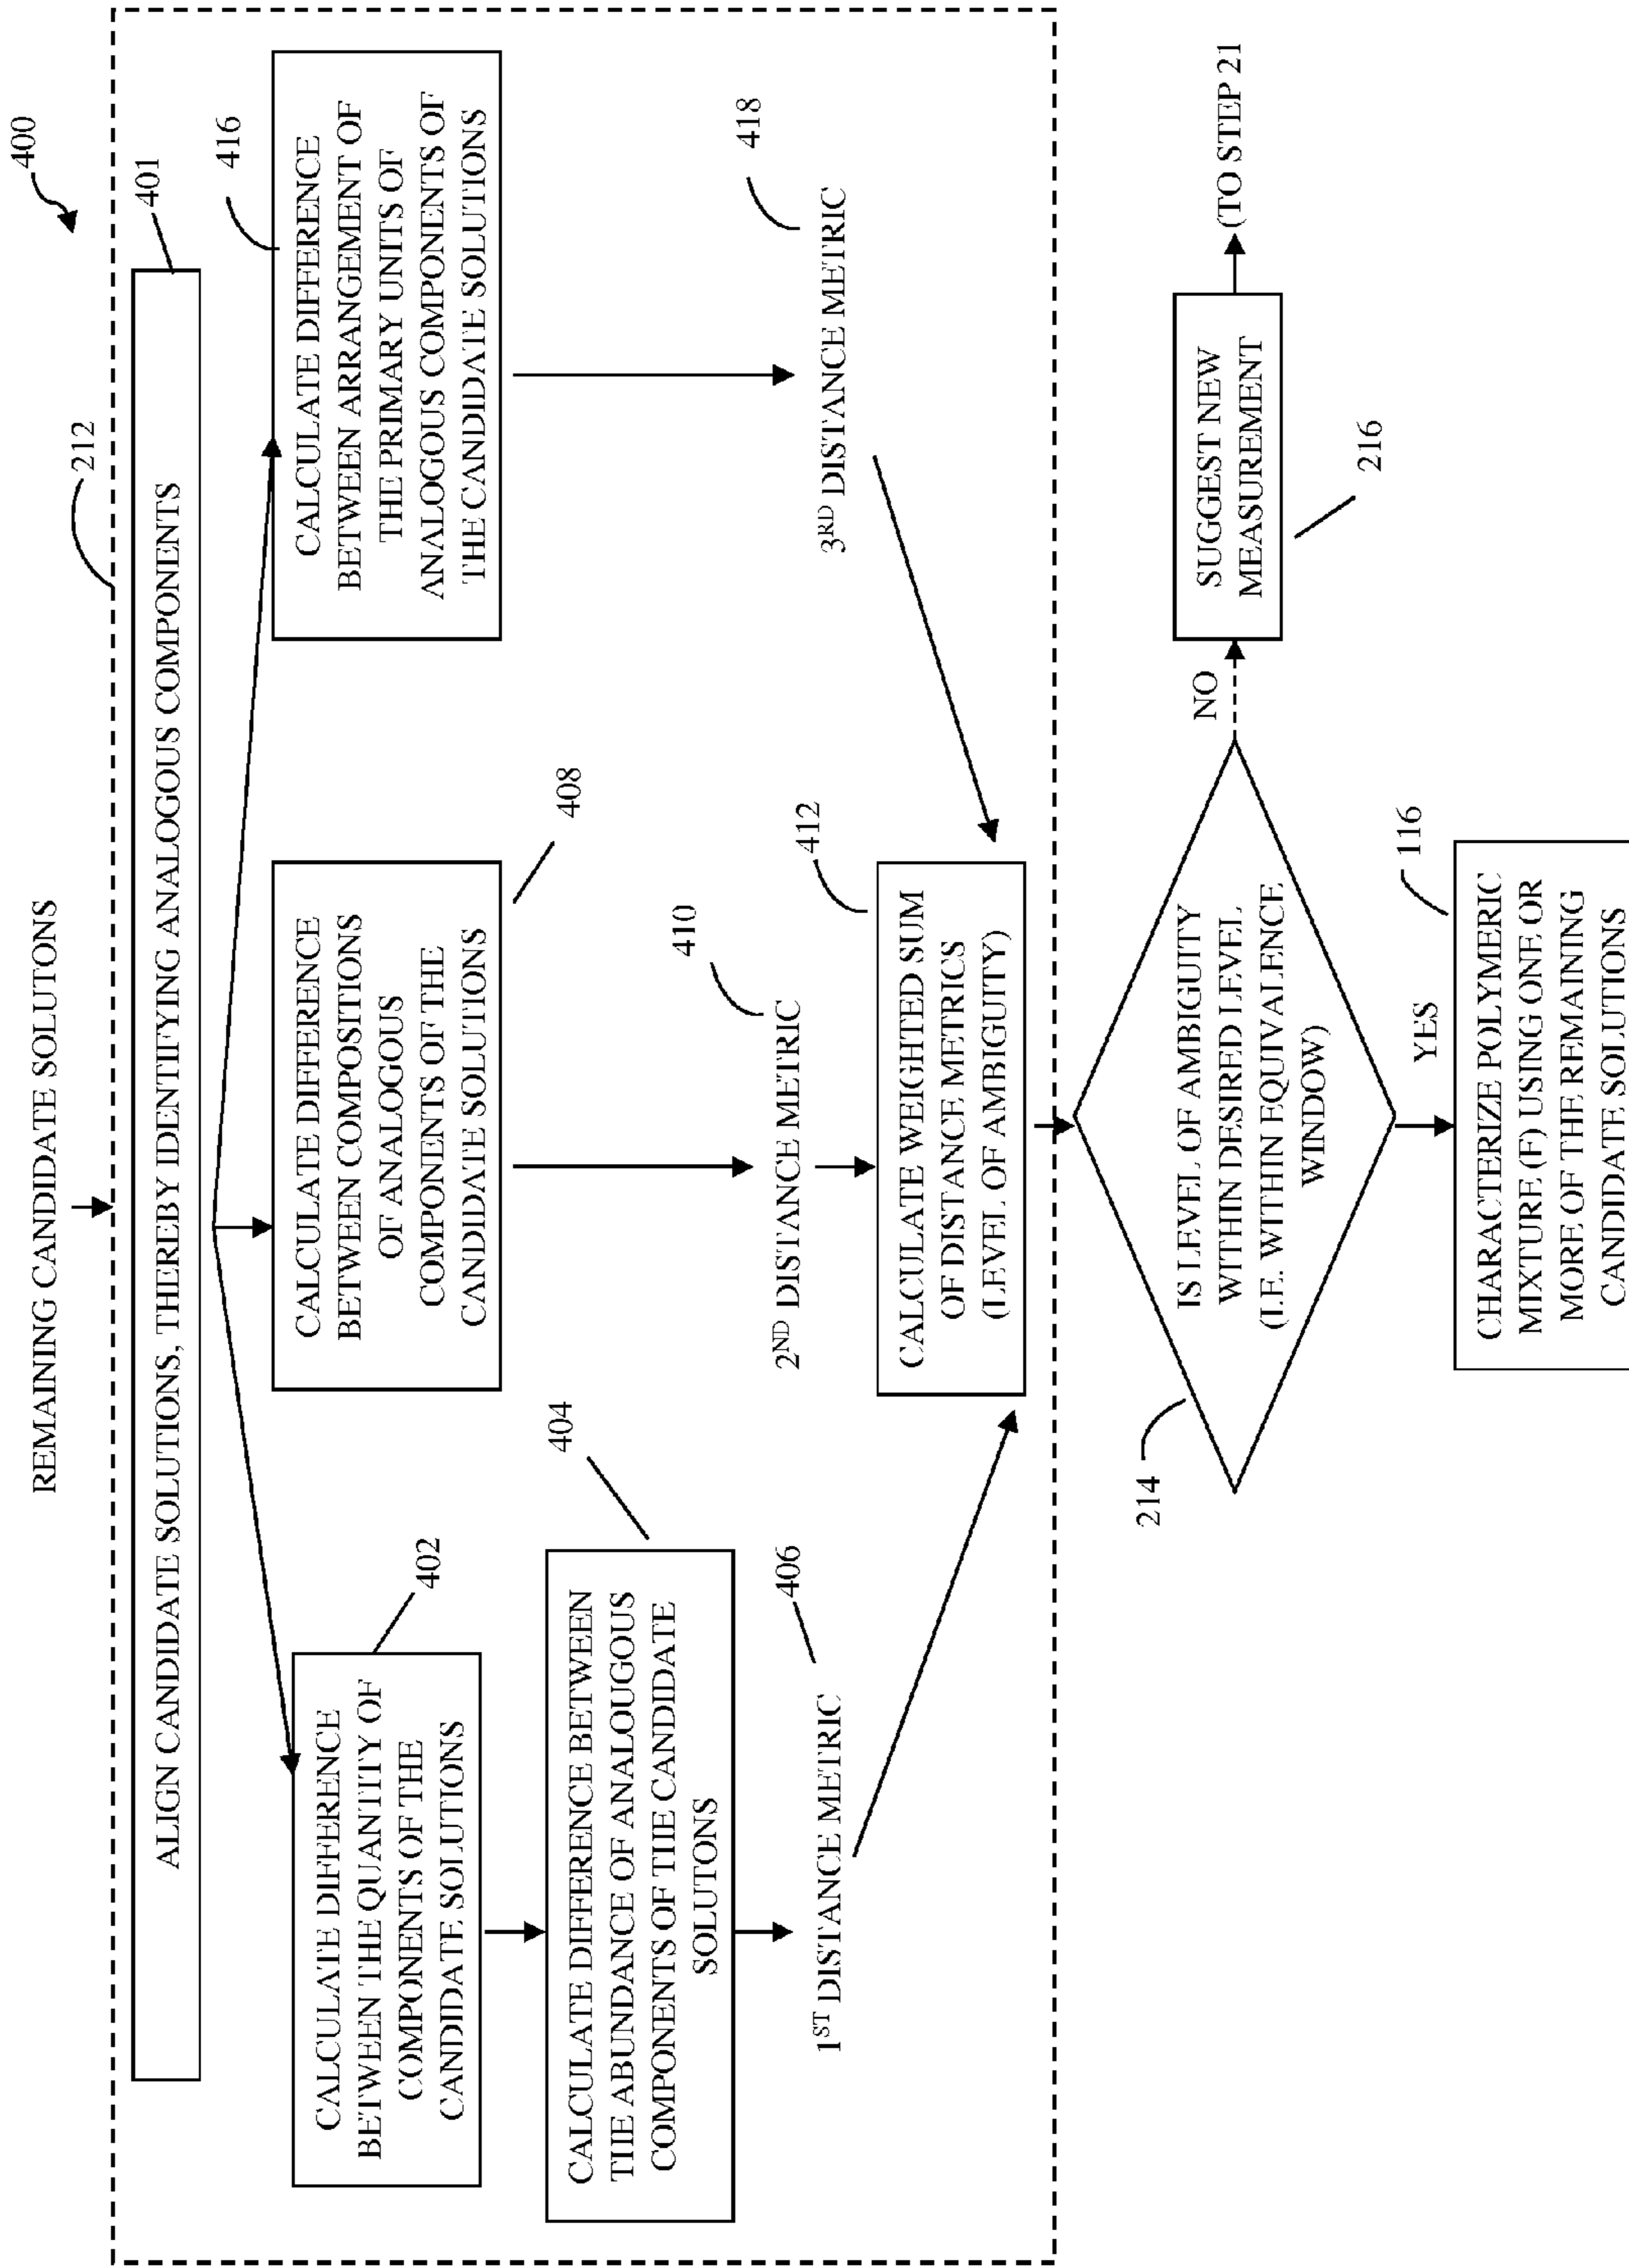 400
REMAINING CANDIDATE SOLUTIONS
212
401
ALIGN CANDIDATE SOLUTIONS, THEREBY IDENTIFYING ANALOGOUS COMPONENTS
402
CALCULATE DIFFERENCE
BETWEEN THE QUANTITY OF
COMPONENTS OF THE
CANDIDATE SOLUTIONS
404
CALCULATE DIFFERENCE BETWEEN
THE ABUNDANCE OF ANALOUGOUS
COMPONENTS OF THE CANDIDATE
SOLUTONS
406
1ST DISTANCE METRIC
CALCULATE DIFFERENCE
BETWEEN COMPOSITIONS
OF ANALOGOUS
COMPONENTS OF THE
CANDIDATE SOLUTIONS
408
410
2ND DISTANCE METRIC
416
CALCULATE DIFFERENCE
BETWEEN ARRANGEMENT OF
THE PRIMARY UNITS OF
ANALOGOUS COMPONENTS OF
THE CANDIDATE SOLUTIONS
418
3RD DISTANCE METRIC
412
CALCULATE WEIGHTED SUM
OF DISTANCE METRICS
(LEVEL OF AMBIGUITY)
214
IS LEVEL OF AMBIGUITY
WITHIN DESIRED LEVEL
(I.E. WITHIN EQUIVALENCE
WINDOW)
NO
SUGGEST NEW
MEASUREMENT
216
(TO STEP 21
YES
116
CHARACTERIZE POLYMERIC
MIXTURE (F) USING ONE OR
MORE OF THE REMAINING
CANDIDATE SOLUTIONS